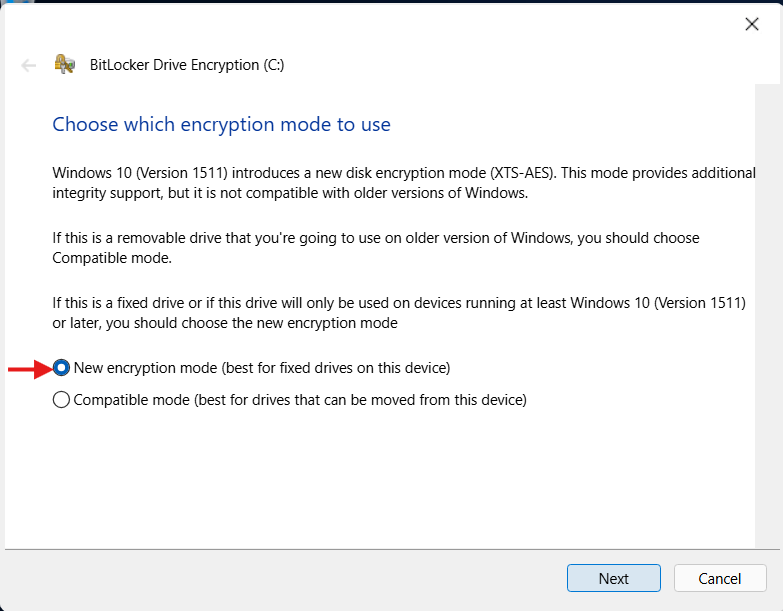 BitLocker Drive Encryption (C:)
Choose which encryption mode to use
Windows 10 (Version 1511) introduces a new disk encryption mode (XTS-AES). This mode provides additional
integrity support, but it is not compatible with older versions of Windows.
If this is a removable drive that you're going to use on older version of Windows, you should choose
Compatible mode.
If this is a fixed drive or if this drive will only be used on devices running at least Windows 10 (Version 1511)
or later, you should choose the new encryption mode
New encryption mode (best for fixed drives on this device)
Compatible mode (best for drives that can be moved from this device)
Next
Cancel